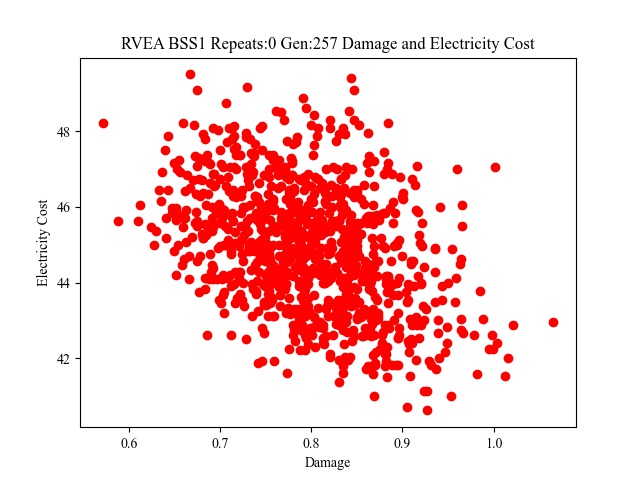 RVEA BSS1 Repeats:0 Gen:257 Damage and Electricity Cost
Electricity Cost
48
46
44
42
0.6 0.7 0.8 0.9 1.0
Damage